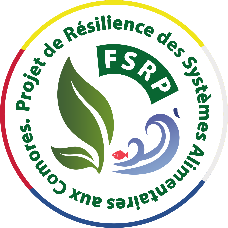 Projet de Résilience des Systèmes Alimentaires aux Comores.
FSRP